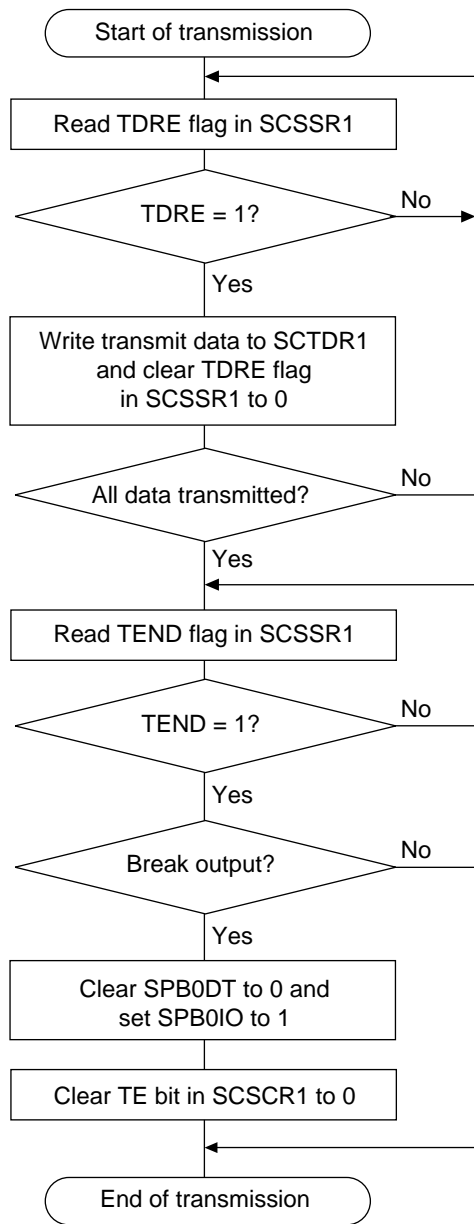 Start of transmission
Read TDRE flag in SCSSR1
TDRE = 1?
No
Yes
Write transmit data to SCTDR1
and clear TDRE flag
in SCSSR1 to 0
All data transmitted?
No
Yes
Read TEND flag in SCSSR1
TEND = 1?
No
Yes
Break output?
No
Yes
Clear SPB0DT to 0 and
set SPB0IO to 1
Clear TE bit in SCSCR1 to 0
End of transmission